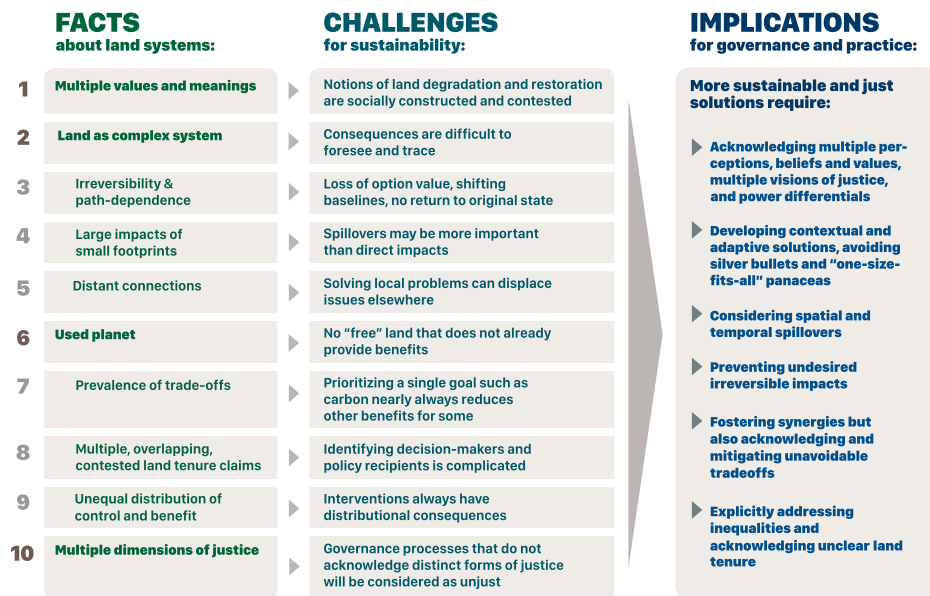 FACTS
about land systems:
CHALLENGES
for sustainability:
IMPLICATIONS
for governance and practice:
1
Multiple values and meanings
Notions of land degradation and restoration
are socially constructed and contested
2
Land as complex system
Consequences are difficult to
foresee and trace
3
Irreversibility &
path-dependence
Loss of option value, shifting
baselines, no return to original state
4
Large impacts of
small footprints
Spillovers may be more important
than direct impacts
5
Distant connections
Solving local problems can displace
issues elsewhere
6
Used planet
No “free” land that does not already
provide benefits
7
Prevalence of trade-offs
Prioritizing a single goal such as
carbon nearly always reduces
other benefits for some
8
Multiple, overlapping,
contested land tenure claims
Identifying decision-makers and
policy recipients is complicated
9
Unequal distribution of
control and benefit
Interventions always have
distributional consequences
10
Multiple dimensions of justice
Governance processes that do not
acknowledge distinct forms of justice
will be considered as unjust
More sustainable and just
solutions require:
Acknowledging multiple per-
ceptions, beliefs and values,
multiple visions of justice,
and power differentials
Developing contextual and
adaptive solutions, avoiding
silver bullets and “one-size-
fits-all” panaceas
Considering spatial and
temporal spillovers
Preventing undesired
irreversible impacts
Fostering synergies but
also acknowledging and
mitigating unavoidable
tradeoffs
Explicitly addressing
inequalities and
acknowledging unclear land
tenure